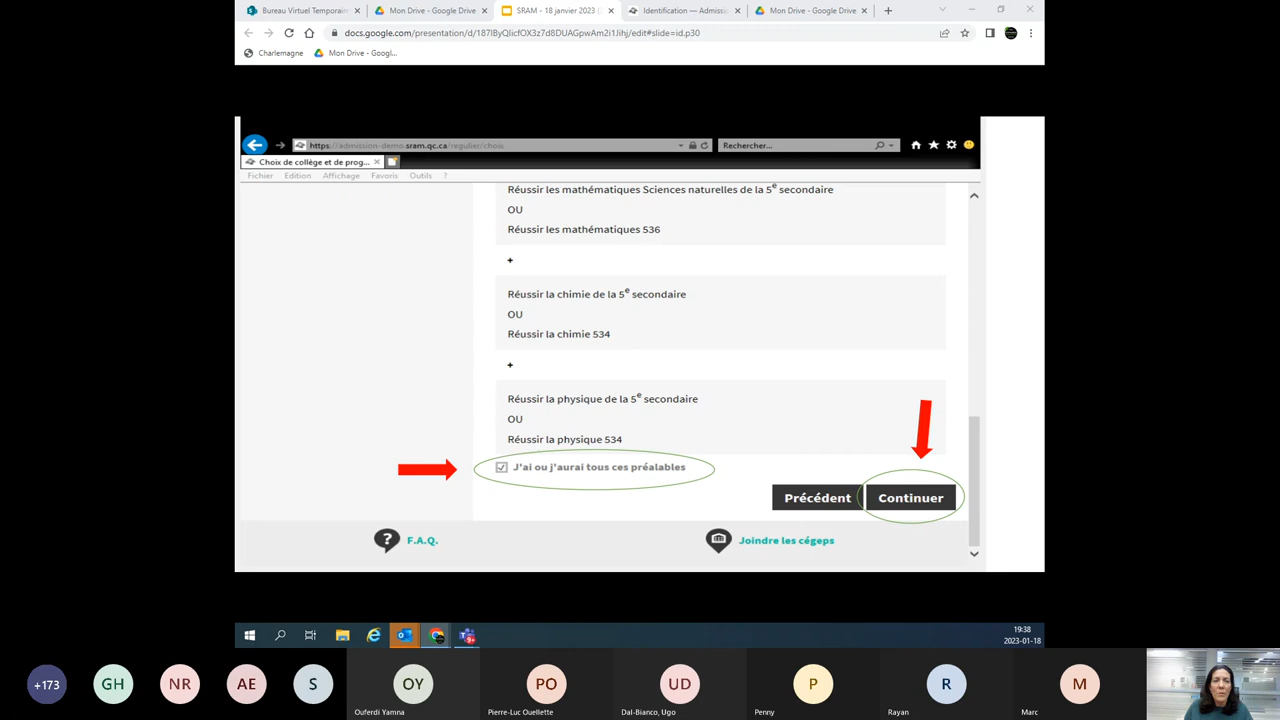 Bureau Virtuel Temporain
Mon Drive - Google Drive
SRAM - 18 janvier 2023 (
Identification — Admissi
Mon Drive - Google Drive
docs.google.com/presentation/d/187IByQlicfOX3z7d8DUAGpwAm2i1Jihj/edit#slide=id.p30
Charlemagne
Mon Drive - Googl...
https://admission-demo.sram.qc.ca/regulier/choix
Rechercher...
Choix de collège et de prog...
Fichier Edition Affichage Favoris Outils ?
Réussir les mathématiques Sciences naturelles de la 5e secondaire
OU
Réussir les mathématiques 536
+
Réussir la chimie de la 5e secondaire
OU
Réussir la chimie 534
+
Réussir la physique de la 5e secondaire
OU
Réussir la physique 534
J'ai ou j'aurai tous ces préalables
Précédent
Continuer
F.A.Q.
Joindre les cégeps
19:38
2023-01-18
+173
GH
NR
AE
S
OY
PO
UD
P
R
M
Ouferdi Yamna
Pierre-Luc Ouellette
Dal-Bianco, Ugo
Penny
Rayan
Marc